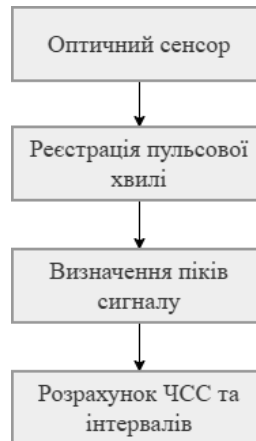 Оптичний сенсор
Реєстрація пульсової
хвилі
Визначення піків
сигналу
Розрахунок ЧСС та
інтервалів